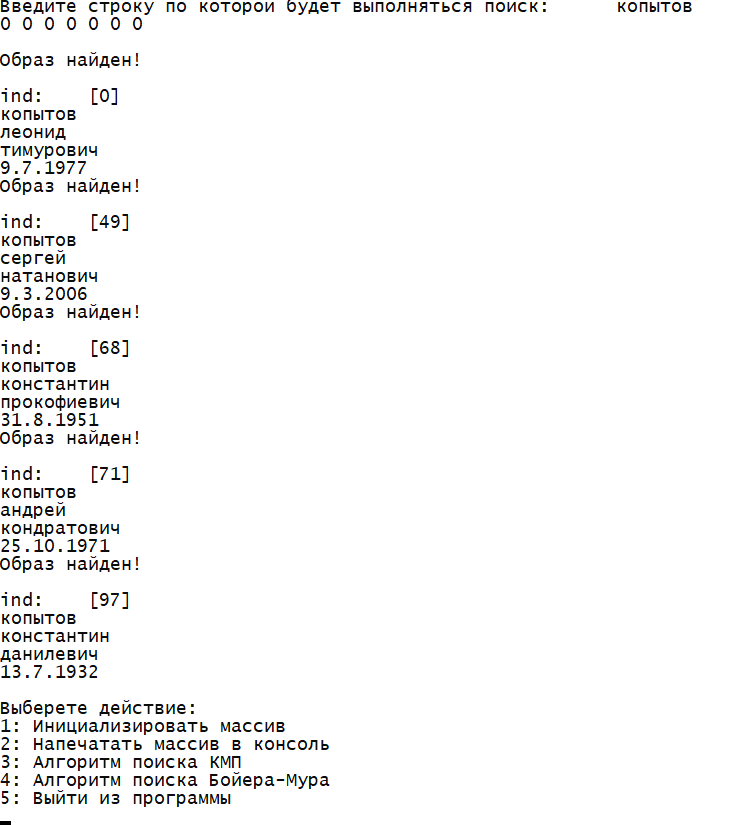 Введите строку по которой будет выполняться поиск: копытов
0 0 0 0 0 0 0
Образ найден!
ind: [0]
копытов
леонид
тимурович
9.7.1977
Образ найден!
ind: [49]
копытов
сергей
натанович
9.3.2006
Образ найден!
ind: [68]
копытов
константин
прокофиевич
31.8.1951
Образ найден!
ind: [71]
копытов
андрей
кондратович
25.10.1971
Образ найден!
ind: [97]
копытов
константин
данилевич
13.7.1932
Выберете действие:
1: Инициализировать массив
2: Напечатать массив в консоль
3: Алгоритм поиска КМП
4: Алгоритм поиска Бойера-Мура
5: Выйти из программы